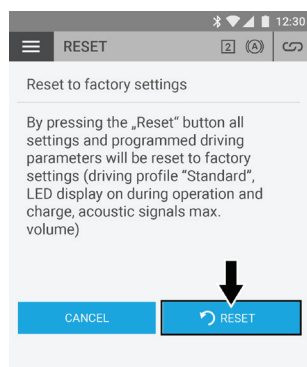 12:30
RESET 2 (A)
Reset to factory settings
By pressing the „Reset“ button all
settings and programmed driving
parameters will be reset to factory
settings (driving profile “Standard”,
LED display on during operation and
charge, acoustic signals max.
volume)
CANCEL RESET